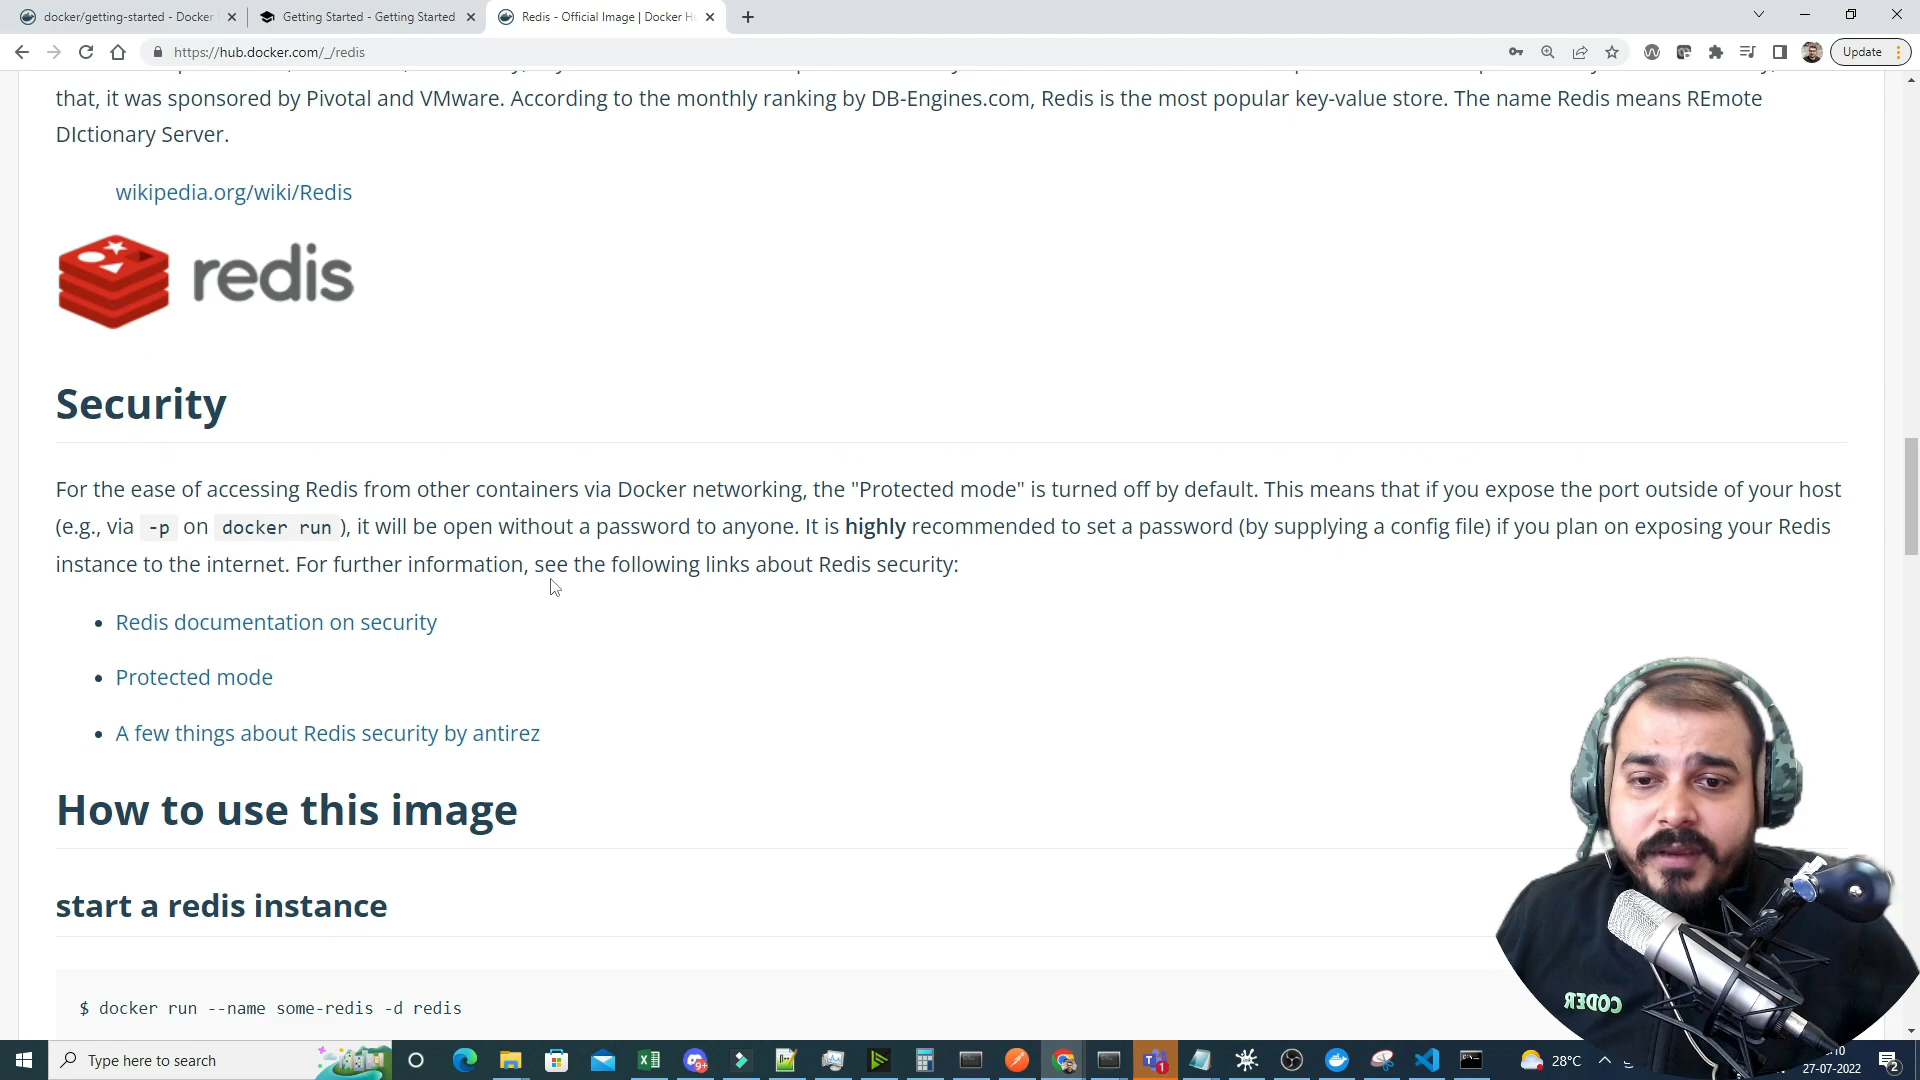 docker/getting-started - Docker
Getting Started - Getting Started
Redis - Official Image | Docker H
https://hub.docker.com/_/redis
Update
that, it was sponsored by Pivotal and VMware. According to the monthly ranking by DB-Engines.com, Redis is the most popular key-value store. The name Redis means REmote
DIctionary Server.
wikipedia.org/wiki/Redis
redis
Security
For the ease of accessing Redis from other containers via Docker networking, the "Protected mode" is turned off by default. This means that if you expose the port outside of your host
(e.g., via -p on docker run ), it will be open without a password to anyone. It is highly recommended to set a password (by supplying a config file) if you plan on exposing your Redis
instance to the internet. For further information, see the following links about Redis security:
• Redis documentation on security
• Protected mode
• A few things about Redis security by antirez
How to use this image
start a redis instance
$ docker run --name some-redis -d redis
CODER
Type here to search
9+
1
28°C
27-07-2022
2